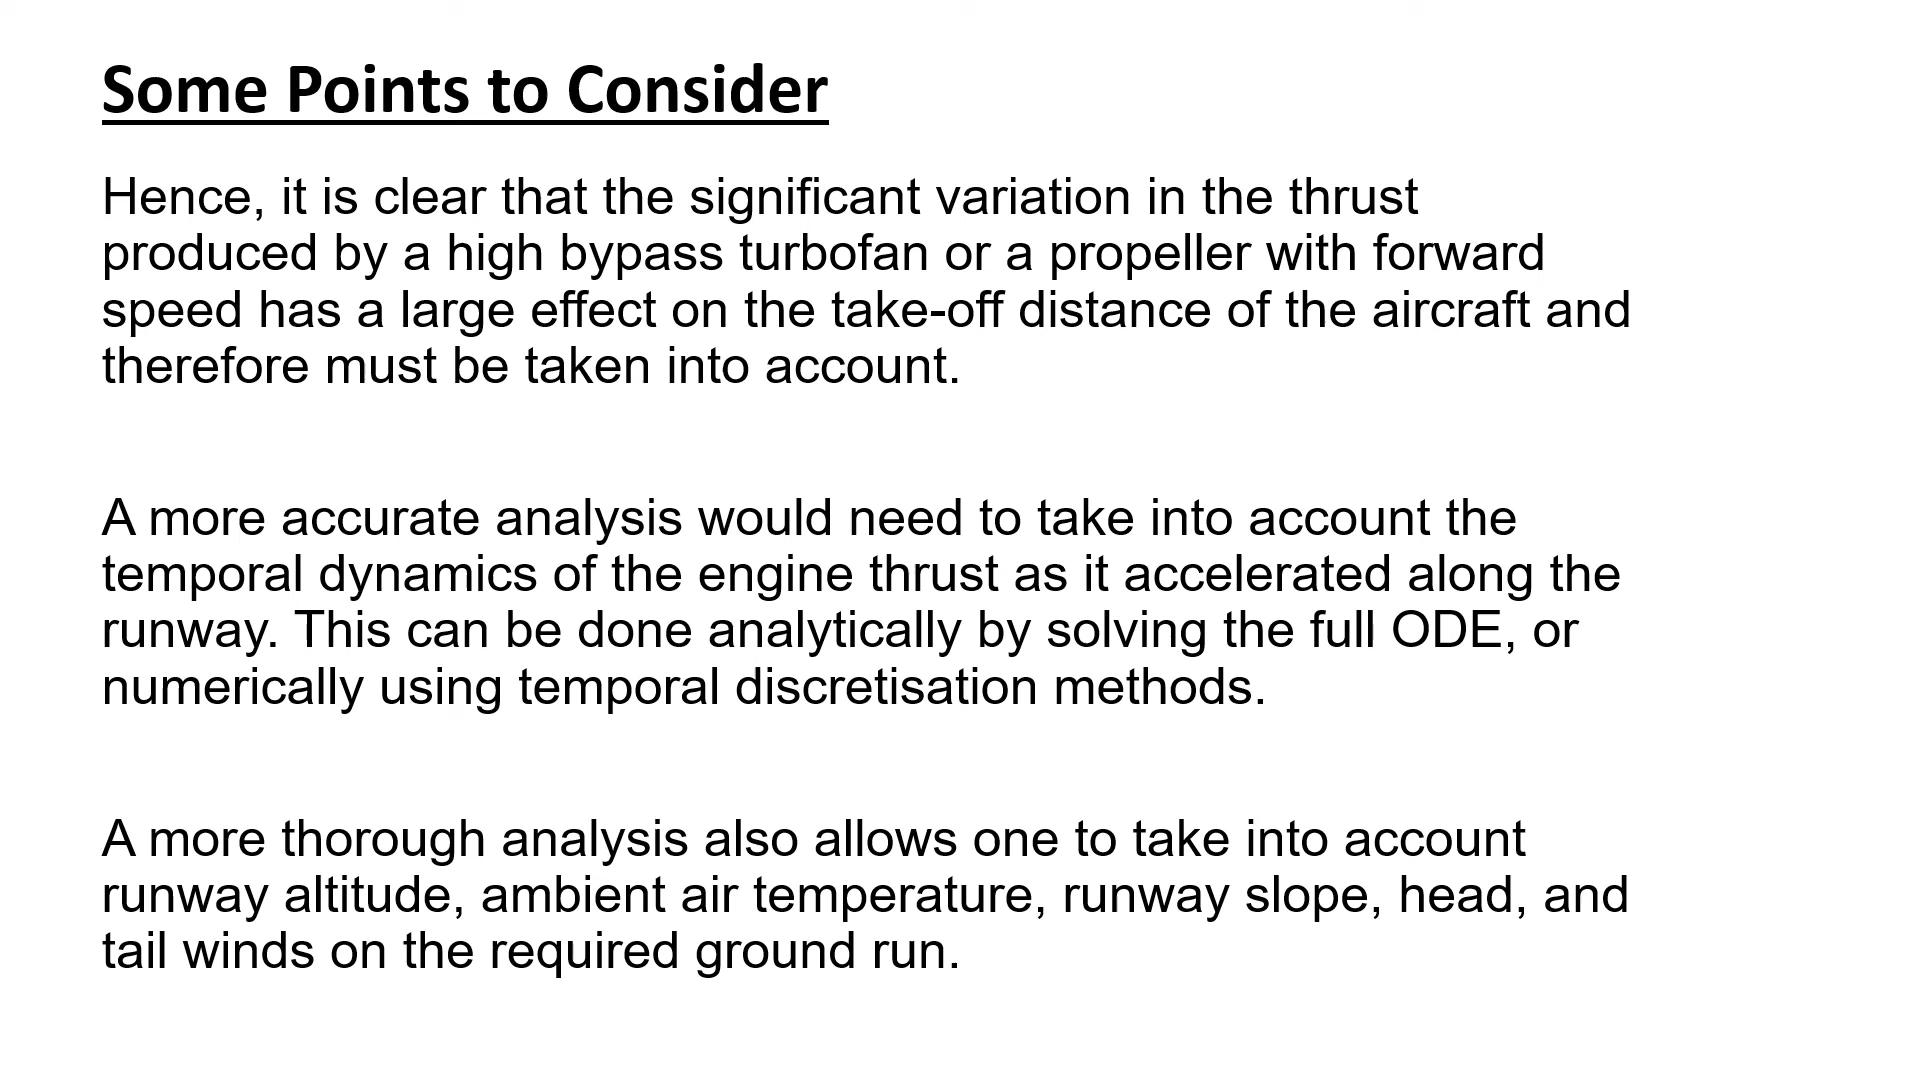 Some Points to Consider
Hence, it is clear that the significant variation in the thrust
produced by a high bypass turbofan or a propeller with forward
speed has a large effect on the take-off distance of the aircraft and
therefore must be taken into account.
A more accurate analysis would need to take into account the
temporal dynamics of the engine thrust as it accelerated along the
runway. This can be done analytically by solving the full ODE, or
numerically using temporal discretisation methods.
A more thorough analysis also allows one to take into account
runway altitude, ambient air temperature, runway slope, head, and
tail winds on the required ground run.